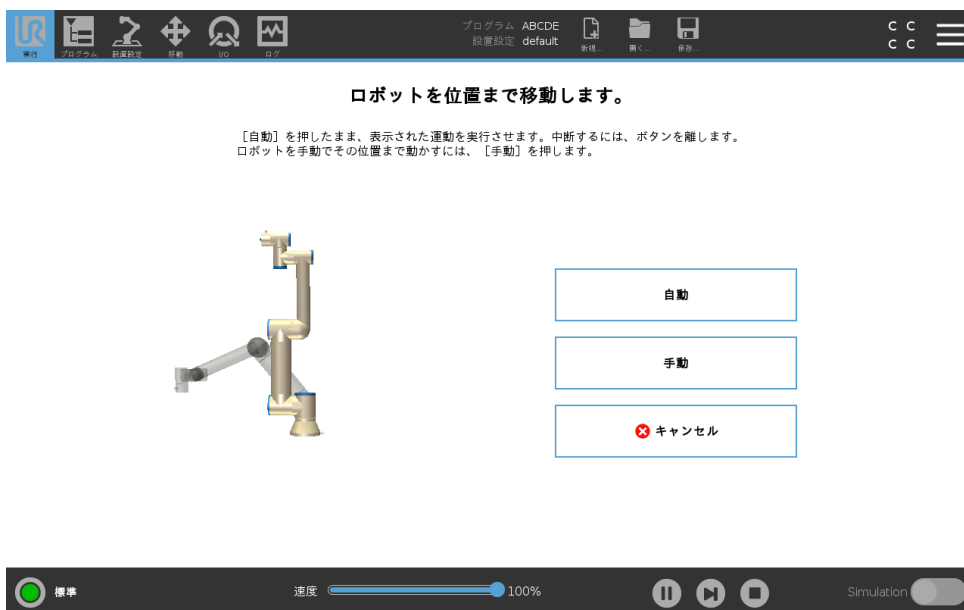 UR
実行
プログラム
設置設定
移動
I/O
ログ
プログラム ABCDE
設置設定 default
新規...
開く...
保存...
C C
C C
ロボットを位置まで移動します。
［自動］を押したまま、表示された運動を実行させます。中断するには、ボタンを離します。
ロボットを手動でその位置まで動かすには、［手動］を押します。
自動
手動
キャンセル
標準
速度 100%
Simulation